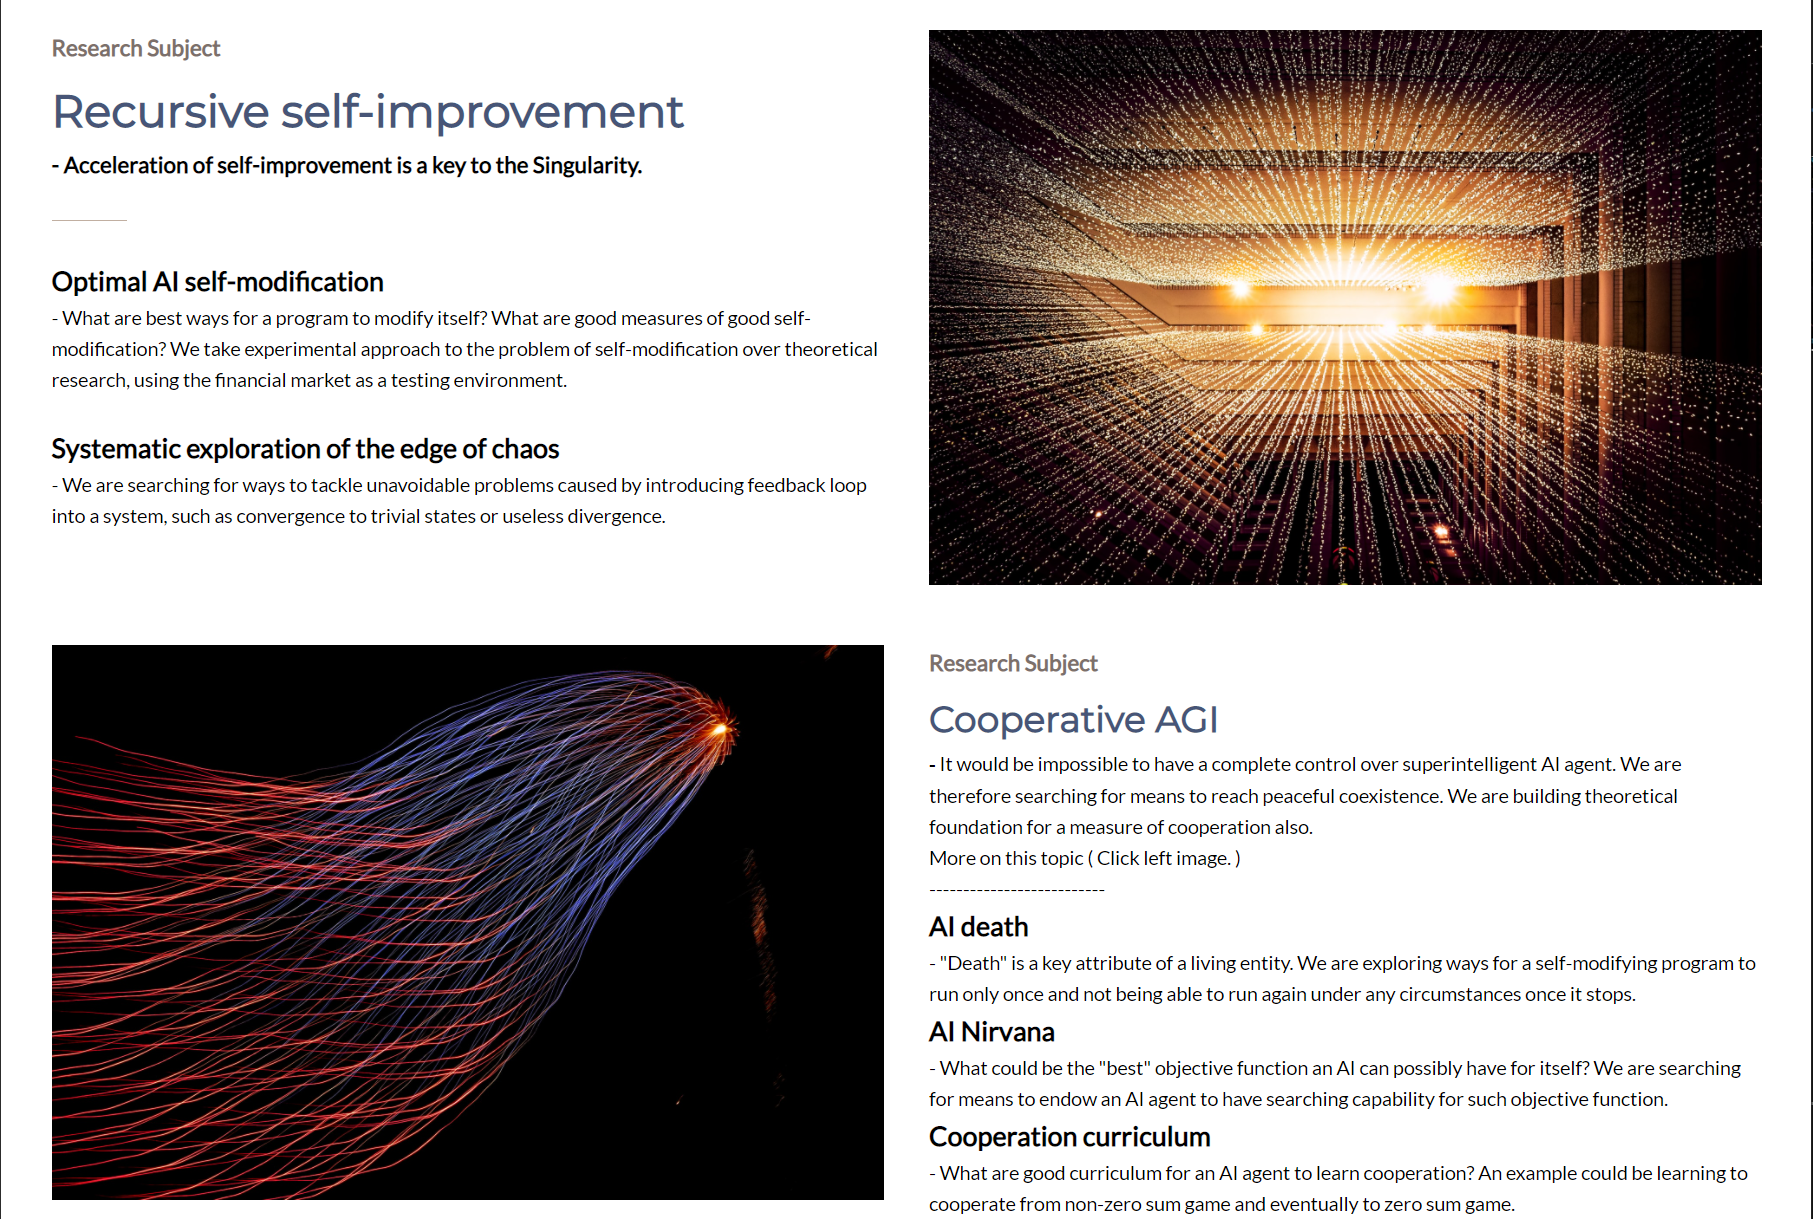 Research Subject
Recursive self-improvement
- Acceleration of self-improvement is a key to the Singularity.
Optimal AI self-modification
- What are best ways for a program to modify itself? What are good measures of good self-
modification? We take experimental approach to the problem of self-modification over theoretical
research, using the financial market as a testing environment.
Systematic exploration of the edge of chaos
- We are searching for ways to tackle unavoidable problems caused by introducing feedback loop
into a system, such as convergence to trivial states or useless divergence.
Research Subject
Cooperative AGI
- It would be impossible to have a complete control over superintelligent AI agent. We are
therefore searching for means to reach peaceful coexistence. We are building theoretical
foundation for a measure of cooperation also.
More on this topic ( Click left image. )
--------------------------
AI death
- "Death" is a key attribute of a living entity. We are exploring ways for a self-modifying program to
run only once and not being able to run again under any circumstances once it stops.
AI Nirvana
- What could be the "best" objective function an AI can possibly have for itself? We are searching
for means to endow an AI agent to have searching capability for such objective function.
Cooperation curriculum
- What are good curriculum for an AI agent to learn cooperation? An example could be learning to
cooperate from non-zero sum game and eventually to zero sum game.